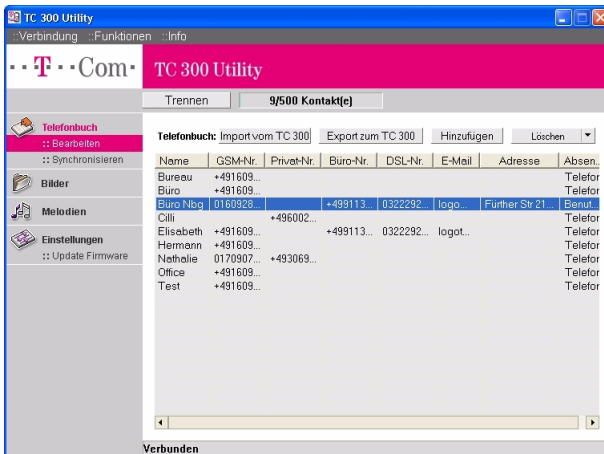 TC 300 Utility
::Verbindung ::Funktionen ::Info
··T··Com· TC 300 Utility
Trennen 9/500 Kontakt(e)
Telefonbuch
:: Bearbeiten
:: Synchronisieren
Bilder
Melodien
Einstellungen
:: Update Firmware
Telefonbuch: Import vom TC 300 Export zum TC 300 Hinzufügen Löschen
Name GSM-Nr. Privat-Nr. Büro-Nr. DSL-Nr. E-Mail Adresse Absen..
Bureau +491609... Telefor
Büro +491609... Telefor
Büro Nbg 0160928... +499113... 0322292... logo... Fürther Str 21... Benut...
Cilli +496002... Telefor
Elisabeth +491609... +499113... 0322292... logot... Telefor
Hermann +491609... Telefor
Nathalie 0170907... +493069... Telefor
Office +491609... Telefor
Test +491609... Telefor
Verbunden